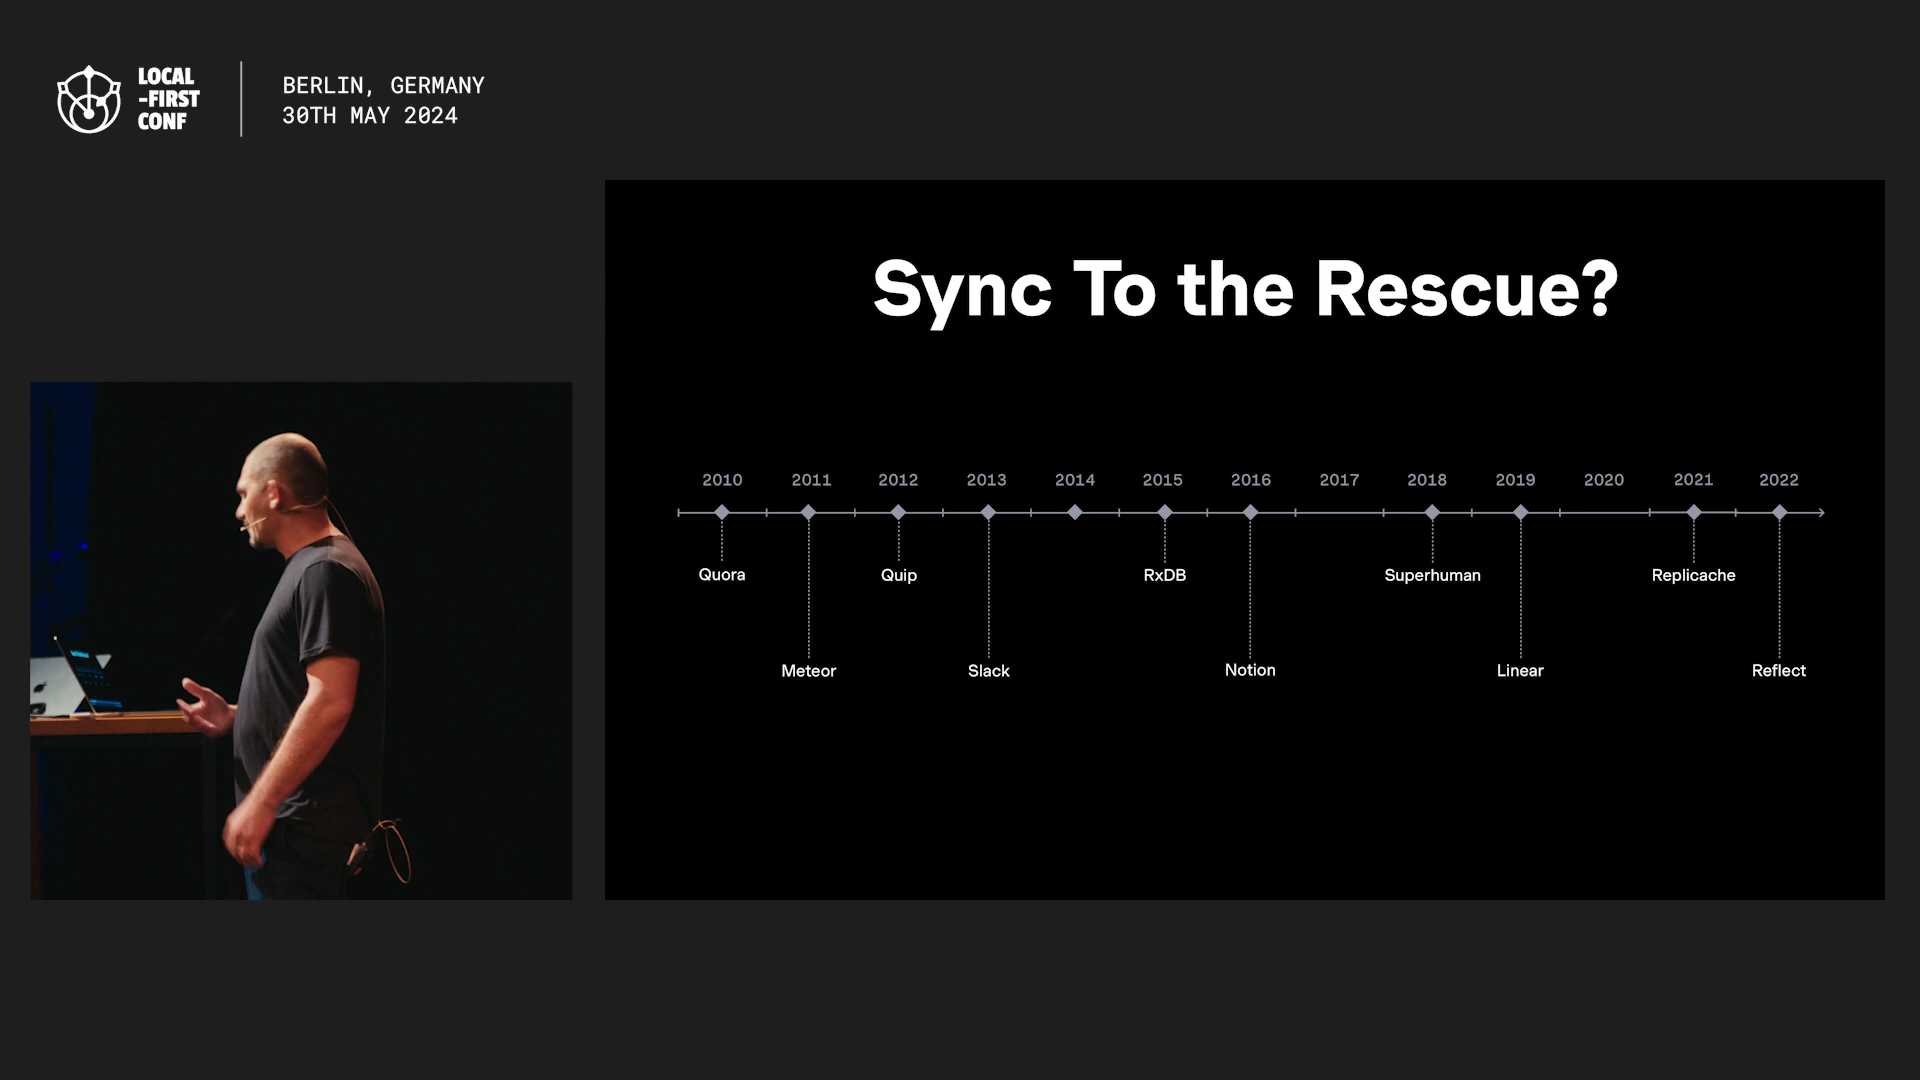 LOCAL
-FIRST
CONF
BERLIN, GERMANY
30TH MAY 2024
Sync To the Rescue?
2010 2011 2012 2013 2014 2015 2016 2017 2018 2019 2020 2021 2022
Quora Quip RxDB Superhuman Replicache
Meteor Slack Notion Linear Reflect